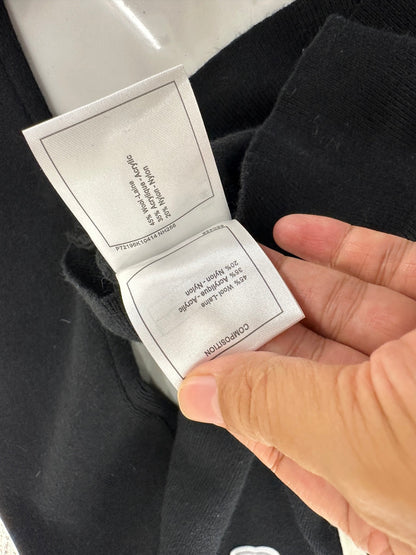 45% Wool-Laine
35% Acrylique-Acrylic
20% Nylon-Nylon
P72196K10414 NH266
COMPOSITION
45% Wool-Laine
35% Acrylique-Acrylic
20% Nylon-Nylon